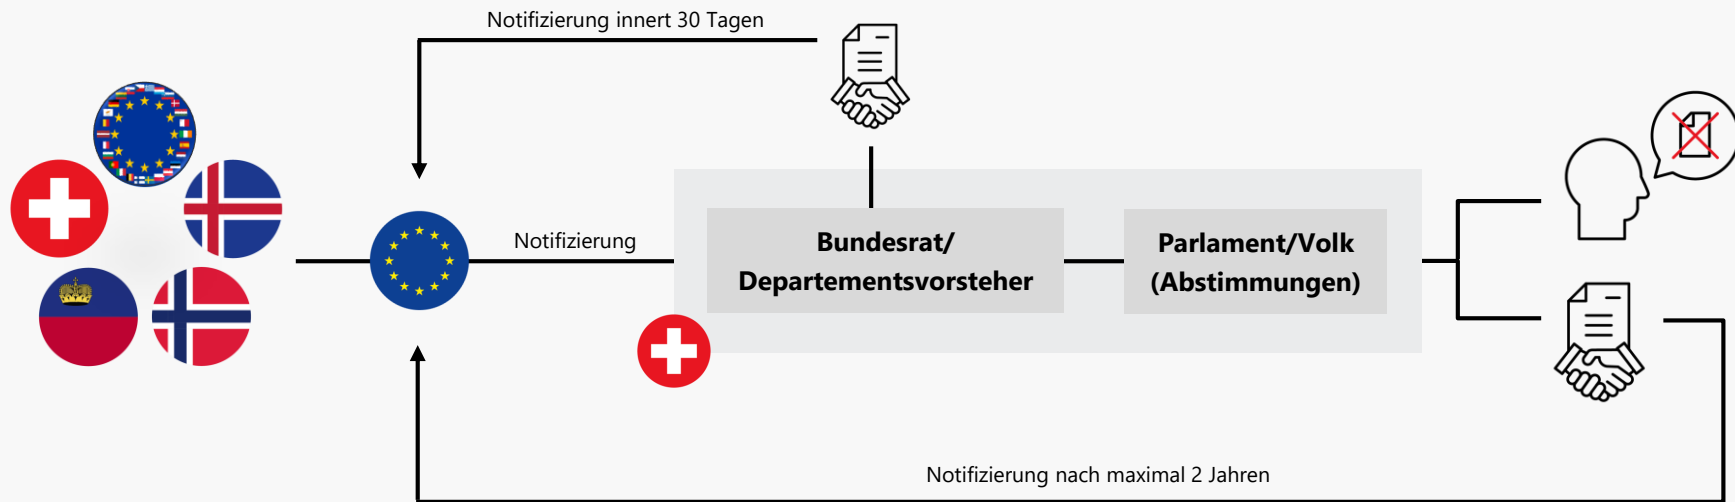 Notifizierung innert 30 Tagen
Notifizierung
Bundesrat/
Departementsvorsteher
Parlament/Volk
(Abstimmungen)
Notifizierung nach maximal 2 Jahren